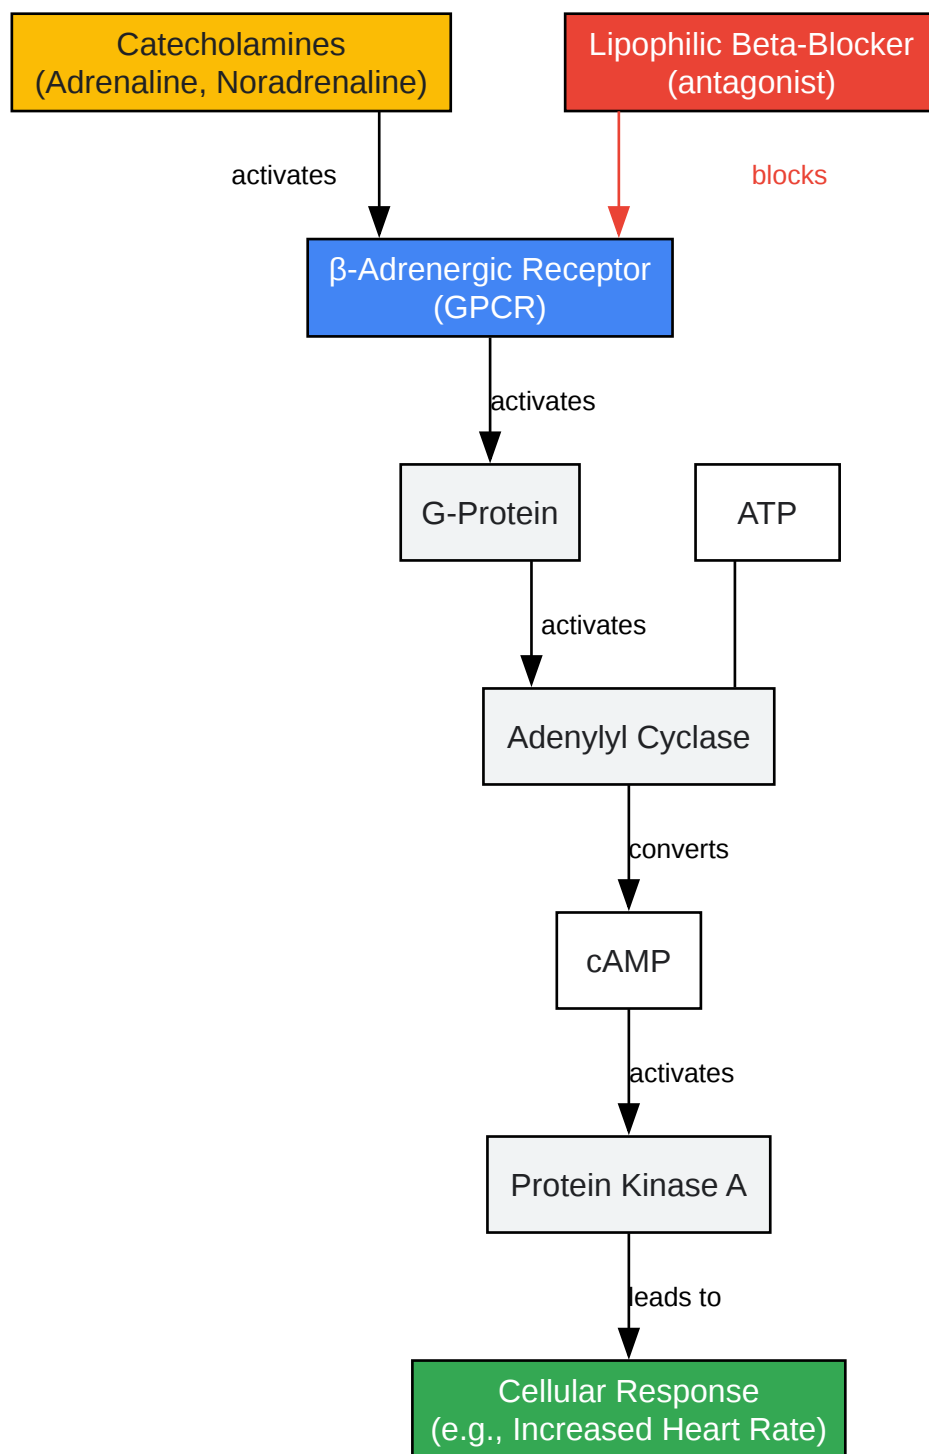 Catecholamines
(Adrenaline, Noradrenaline)
Lipophilic Beta-Blocker
(antagonist)
activates
blocks
β-Adrenergic Receptor
(GPCR)
activates
G-Protein
ATP
activates
Adenylyl Cyclase
converts
cAMP
activates
Protein Kinase A
leads to
Cellular Response
(e.g., Increased Heart Rate)